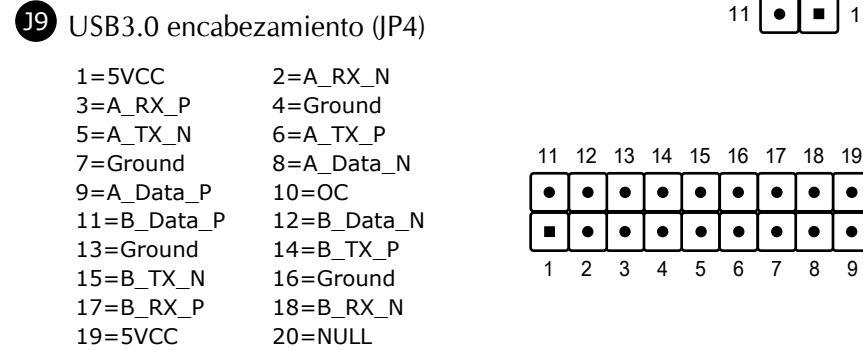 J9 USB3.0 encabezamiento (JP4)
11 1
1=5VCC 2=A_RX_N
3=A_RX_P 4=Ground
5=A_TX_N 6=A_TX_P
7=Ground 8=A_Data_N
9=A_Data_P 10=OC
11=B_Data_P 12=B_Data_N
13=Ground 14=B_TX_P
15=B_TX_N 16=Ground
17=B_RX_P 18=B_RX_N
19=5VCC 20=NULL
11 12 13 14 15 16 17 18 19
1 2 3 4 5 6 7 8 9